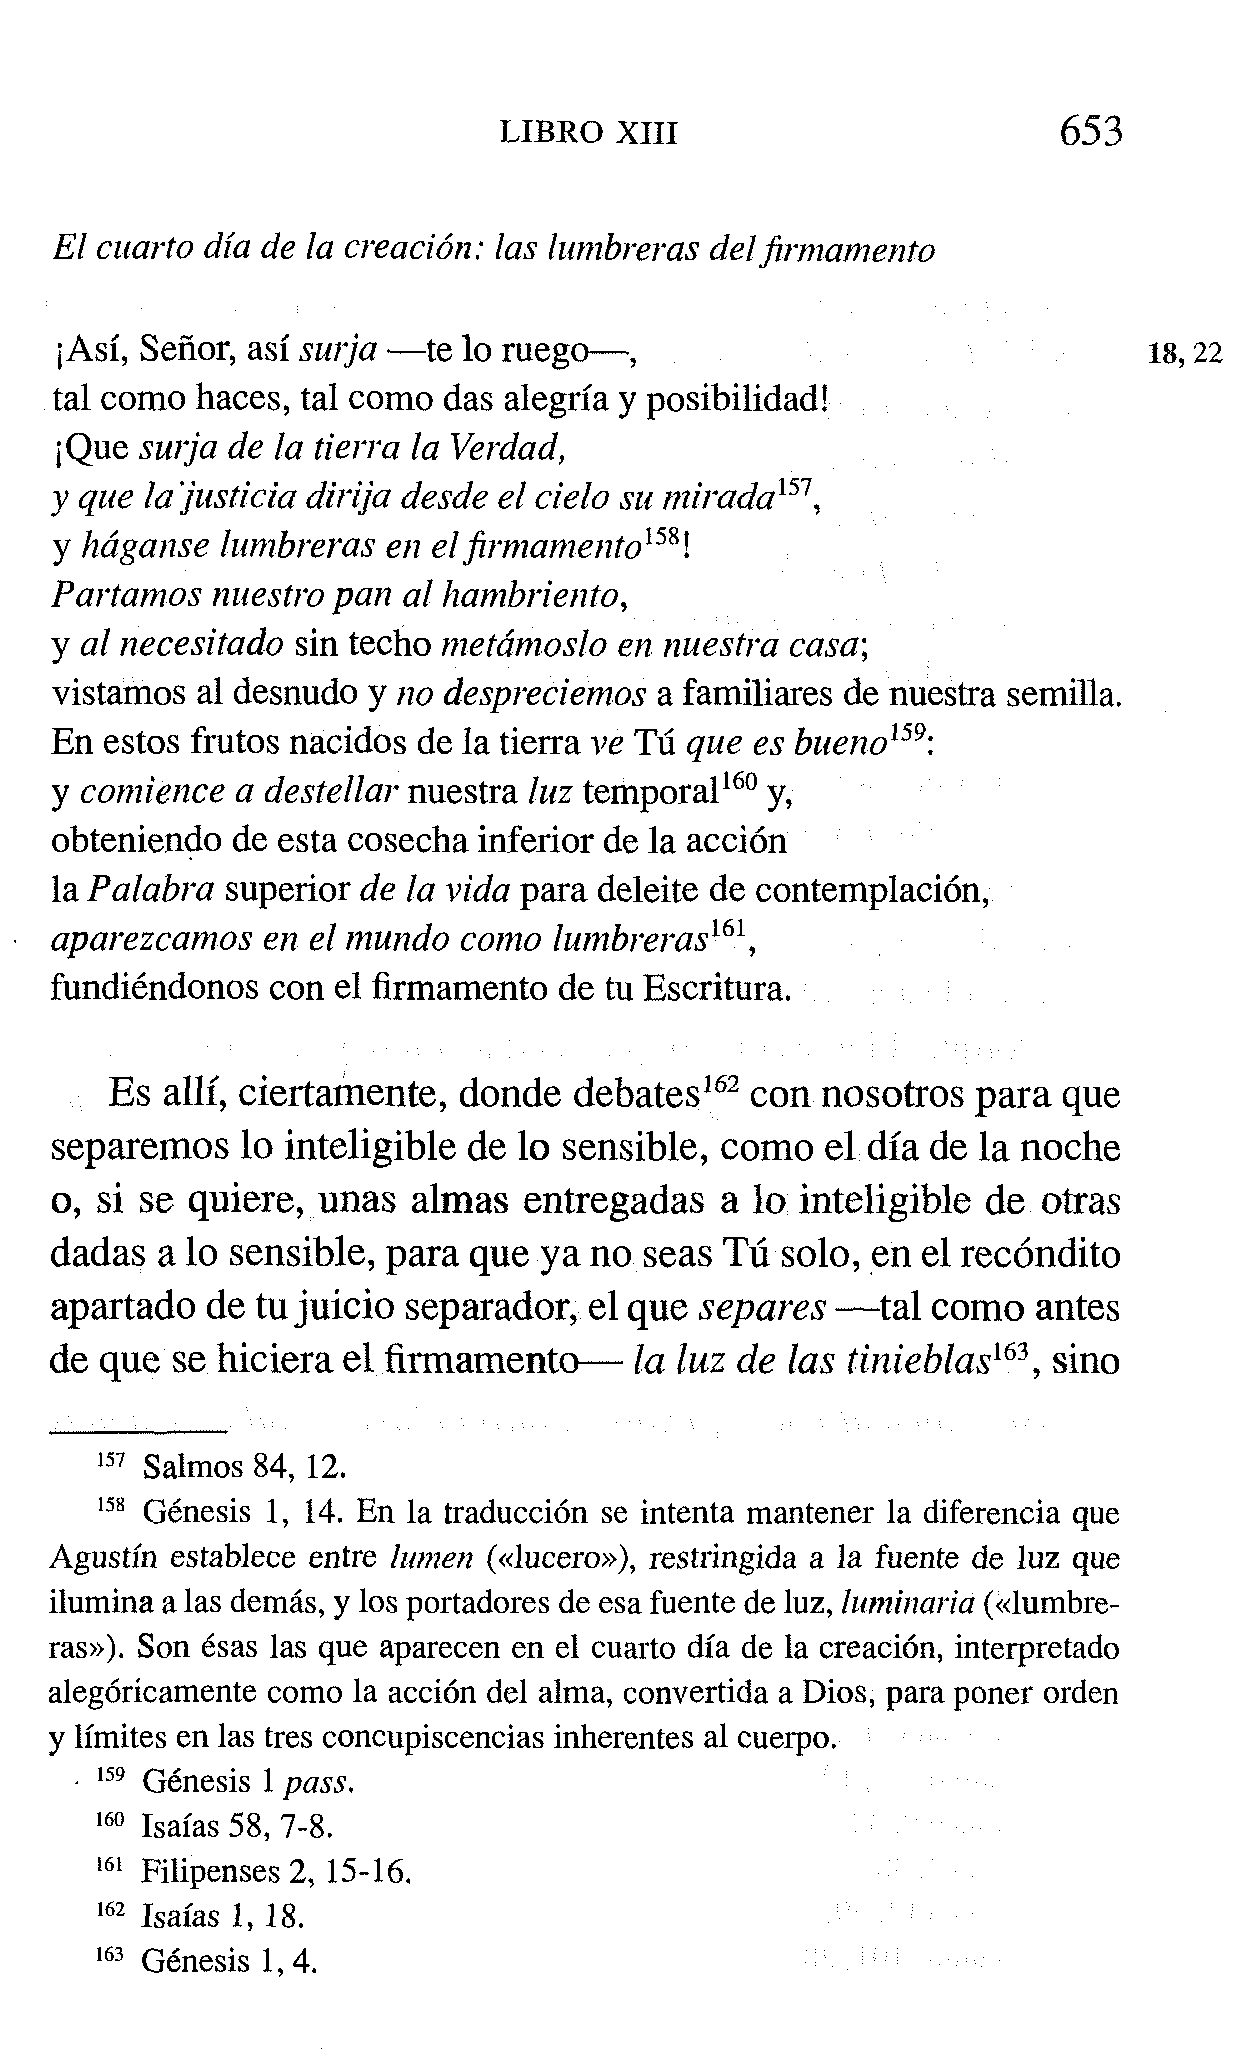 LIBRO XIII 653
El cuarto día de la creación: las lumbreras del firmamento
¡Así, Señor, así surja —te lo ruego—, 18, 22
tal como haces, tal como das alegría y posibilidad!
¡Que surja de la tierra la Verdad,
y que la justicia dirija desde el cielo su mirada¹⁵⁷,
y háganse lumbreras en el firmamento¹⁵⁸!
Partamos nuestro pan al hambriento,
y al necesitado sin techo metámoslo en nuestra casa;
vistamos al desnudo y no despreciemos a familiares de nuestra semilla.
En estos frutos nacidos de la tierra ve Tú que es bueno¹⁵⁹:
y comience a destellar nuestra luz temporal¹⁶⁰ y,
obteniendo de esta cosecha inferior de la acción
la Palabra superior de la vida para deleite de contemplación,
aparezcamos en el mundo como lumbreras¹⁶¹,
fundiéndonos con el firmamento de tu Escritura.
Es allí, ciertamente, donde debates¹⁶² con nosotros para que
separemos lo inteligible de lo sensible, como el día de la noche
o, si se quiere, unas almas entregadas a lo inteligible de otras
dadas a lo sensible, para que ya no seas Tú solo, en el recóndito
apartado de tu juicio separador, el que separes —tal como antes
de que se hiciera el firmamento— la luz de las tinieblas¹⁶³, sino
¹⁵⁷ Salmos 84, 12.
¹⁵⁸ Génesis 1, 14. En la traducción se intenta mantener la diferencia que
Agustín establece entre lumen («lucero»), restringida a la fuente de luz que
ilumina a las demás, y los portadores de esa fuente de luz, luminaria («lumbre-
ras»). Son ésas las que aparecen en el cuarto día de la creación, interpretado
alegóricamente como la acción del alma, convertida a Dios, para poner orden
y límites en las tres concupiscencias inherentes al cuerpo.
¹⁵⁹ Génesis 1 pass.
¹⁶⁰ Isaías 58, 7-8.
¹⁶¹ Filipenses 2, 15-16.
¹⁶² Isaías 1, 18.
¹⁶³ Génesis 1, 4.